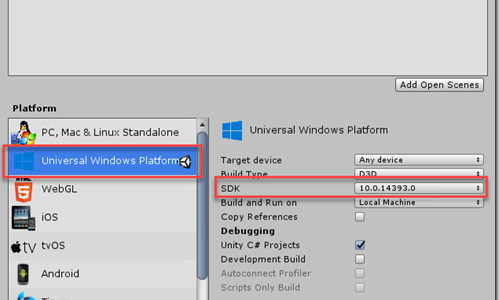 Add Open Scenes
Platform
PC, Mac & Linux Standalone
Universal Windows Platform
HTML
WebGL
iOS
tv tvOS
Android
Universal Windows Platform
Target device Any device
Build Type D3D
SDK 10.0.14393.0
Build and Run on Local Machine
Copy References
Debugging
Unity C# Projects
Development Build
Autoconnect Profiler
Scripts Only Build